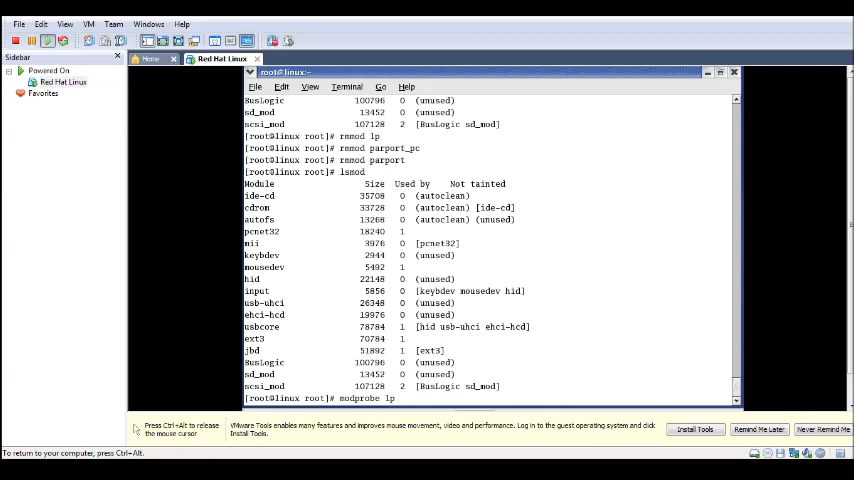 File Edit View VM Team Windows Help
Sidebar
Powered On
Red Hat Linux
Favorites
Home
Red Hat Linux
root@linux:~
File Edit View Terminal Go Help
BusLogic 100796 0 (unused)
sd_mod 13452 0 (unused)
scsi_mod 107128 2 [BusLogic sd_mod]
[root@linux root]# rmmod lp
[root@linux root]# rmmod parport_pc
[root@linux root]# rmmod parport
[root@linux root]# lsmod
Module Size Used by Not tainted
ide-cd 35708 0 (autoclean)
cdrom 33728 0 (autoclean) [ide-cd]
autofs 13268 0 (autoclean) (unused)
pcnet32 18240 1
mii 3976 0 [pcnet32]
keybdev 2944 0 (unused)
mousedev 5492 1
hid 22148 0 (unused)
input 5856 0 [keybdev mousedev hid]
usb-uhci 26348 0 (unused)
ehci-hcd 19976 0 (unused)
usbcore 78784 1 [hid usb-uhci ehci-hcd]
ext3 70784 1
jbd 51892 1 [ext3]
BusLogic 100796 0 (unused)
sd_mod 13452 0 (unused)
scsi_mod 107128 2 [BusLogic sd_mod]
[root@linux root]# modprobe lp
Press Ctrl+Alt to release
the mouse cursor
VMware Tools enables many features and improves mouse movement, video and performance. Log in to the guest operating system and click
Install Tools.
Install Tools
Remind Me Later
Never Remind Me
To return to your computer, press Ctrl+Alt.